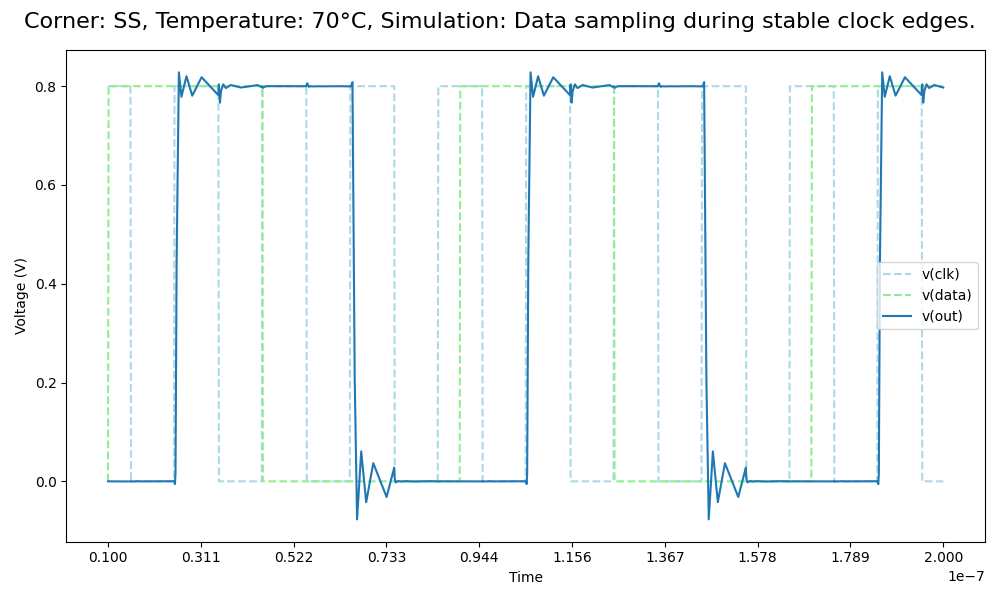 Corner: SS, Temperature: 70°C, Simulation: Data sampling during stable clock edges.
0.8
0.6
0.4
0.2
0.0
Voltage (V)
v(clk)
v(data)
v(out)
0.100 0.311 0.522 0.733 0.944 1.156 1.367 1.578 1.789 2.000
Time
1e−7